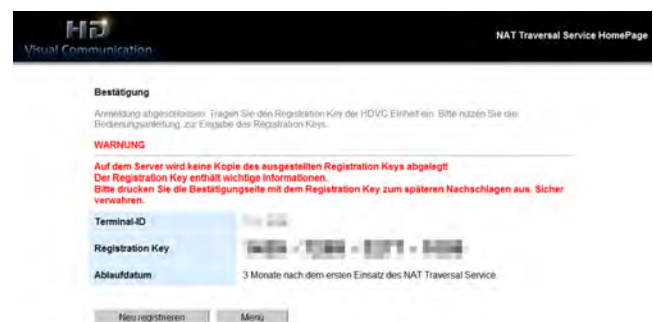 HD
NAT Traversal Service HomePage
Visual Communication
Bestätigung
Anmeldung abgeschlossen. Tragen Sie den Registration Key der HDVC Einheit ein. Bitte nutzen Sie die
Bedienungsanleitung, zur Eingabe des Registration Keys.
WARNUNG
Auf dem Server wird keine Kopie des ausgestellten Registration Keys abgelegt!
Der Registration Key enthält wichtige Informationen.
Bitte drucken Sie die Bestätigungseite mit dem Registration Key zum späteren Nachschlagen aus. Sicher
verwahren.
Terminal-ID
Registration Key
Ablaufdatum 3 Monate nach dem ersten Einsatz des NAT Traversal Service.
Neu registrieren Menü